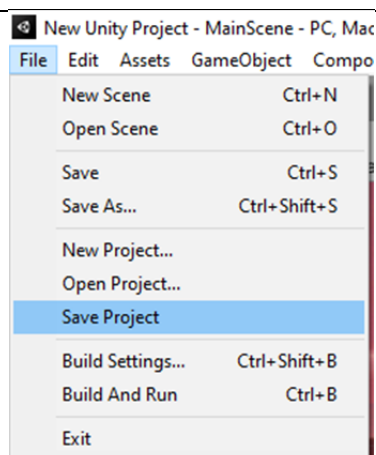 New Unity Project - MainScene - PC, Mac
File Edit Assets GameObject Compo
New Scene Ctrl+N
Open Scene Ctrl+O
Save Ctrl+S
Save As... Ctrl+Shift+S
New Project...
Open Project...
Save Project
Build Settings... Ctrl+Shift+B
Build And Run Ctrl+B
Exit